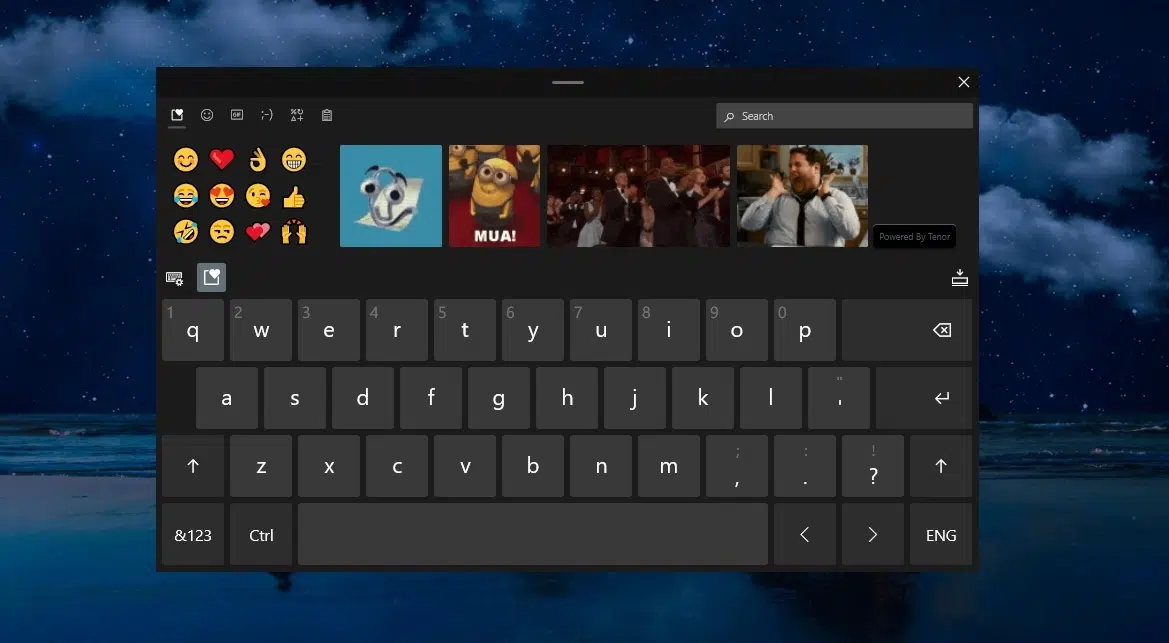 GIF
;-)
Search
MUA!
Powered By Tenor
1 2 3 4 5 6 7 8 9 0
q w e r t y u i o p
"
a s d f g h j k l '
; : !
z x c v b n m , . ?
&123 Ctrl < > ENG